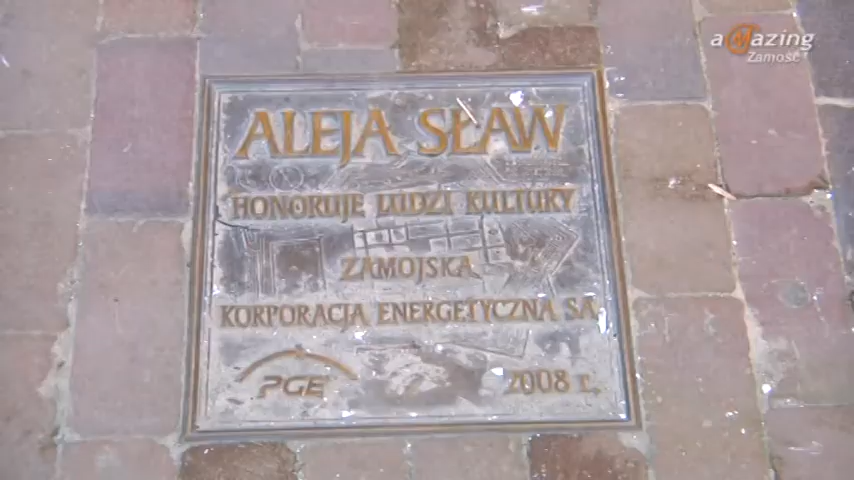 aMazing
Zamość
ALEJA SŁAW
HONORUJE LUDZI KULTURY
ZAMOJSKA
KORPORACJA ENERGETYCZNA SA
PGE
2008 r.